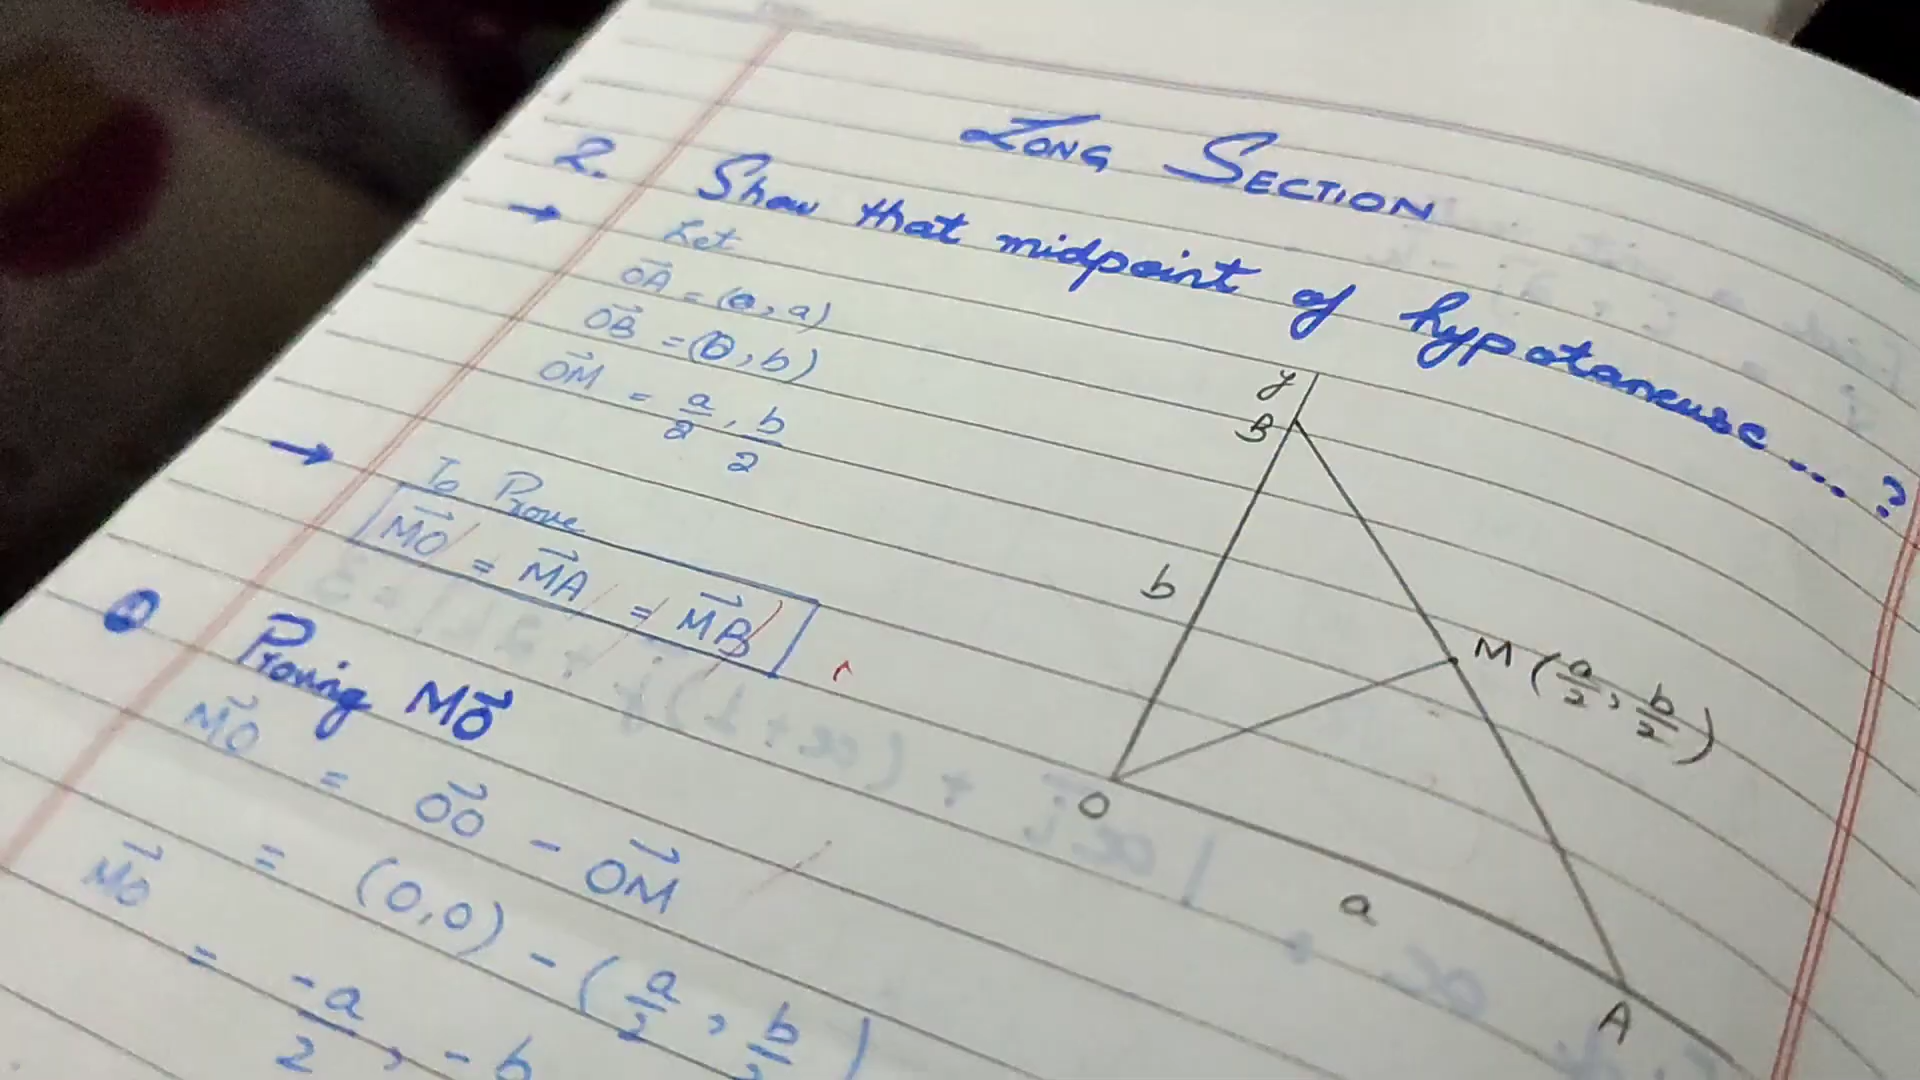 LONG SECTION
2. Show that midpoint of hypotaneuse ... ?
→ Let
OA⃗ = (0, a)
OB⃗ = (0, b)
OM⃗ = a/2, b/2
→ To Prove
MO⃗ = MA⃗ = MB⃗
Proving MO⃗
MO⃗ = OO⃗ - OM⃗
= (0,0) - (a/2, b/2)
MO⃗ = -a/2, -b
y
B
b
M (a/2, b/2)
O
a
A